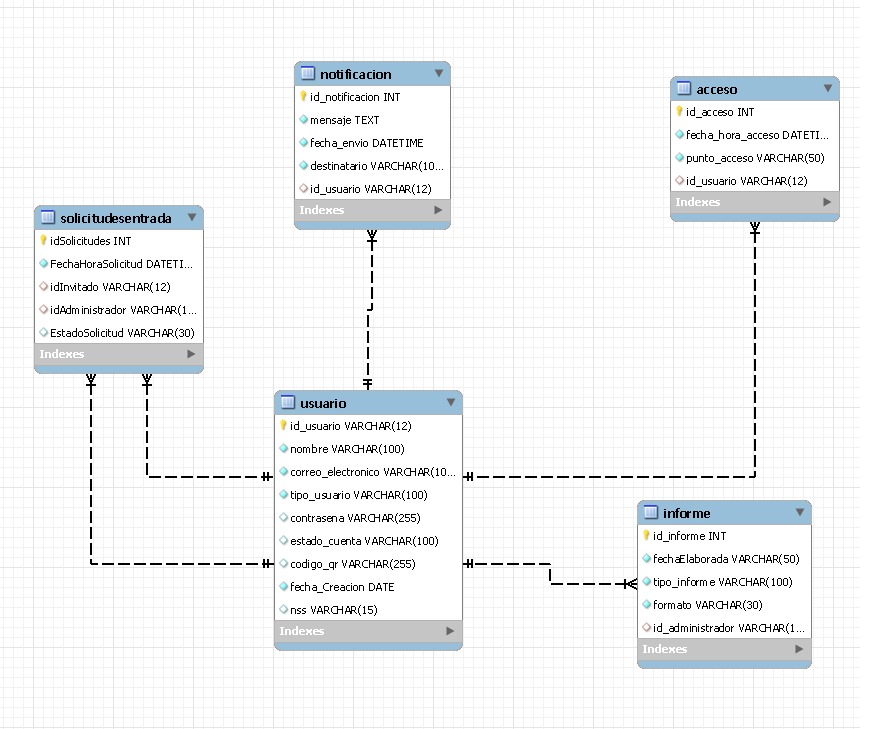 notificacion
id_notificacion INT
mensaje TEXT
fecha_envio DATETIME
destinatario VARCHAR(10...
id_usuario VARCHAR(12)
Indexes
acceso
id_acceso INT
fecha_hora_acceso DATETI...
punto_acceso VARCHAR(50)
id_usuario VARCHAR(12)
Indexes
solicitudesentrada
idSolicitudes INT
FechaHoraSolicitud DATETI...
idInvitado VARCHAR(12)
idAdministrador VARCHAR(1...
EstadoSolicitud VARCHAR(30)
Indexes
usuario
id_usuario VARCHAR(12)
nombre VARCHAR(100)
correo_electronico VARCHAR(10...
tipo_usuario VARCHAR(100)
contrasena VARCHAR(255)
estado_cuenta VARCHAR(100)
codigo_qr VARCHAR(255)
fecha_Creacion DATE
nss VARCHAR(15)
Indexes
informe
id_informe INT
fechaElaborada VARCHAR(50)
tipo_informe VARCHAR(100)
formato VARCHAR(30)
id_administrador VARCHAR(1...
Indexes